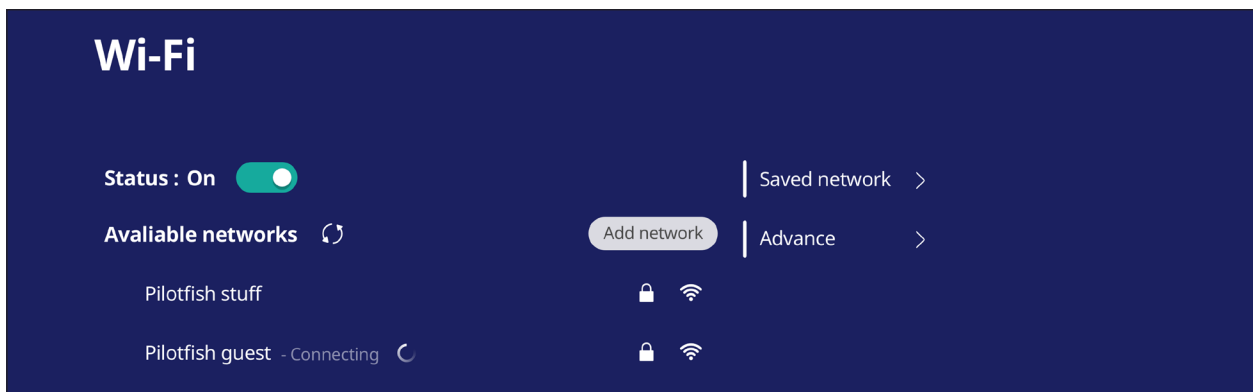 Wi-Fi
Status : On
Saved network
Avaliable networks
Add network
Advance
Pilotfish stuff
Pilotfish guest - Connecting